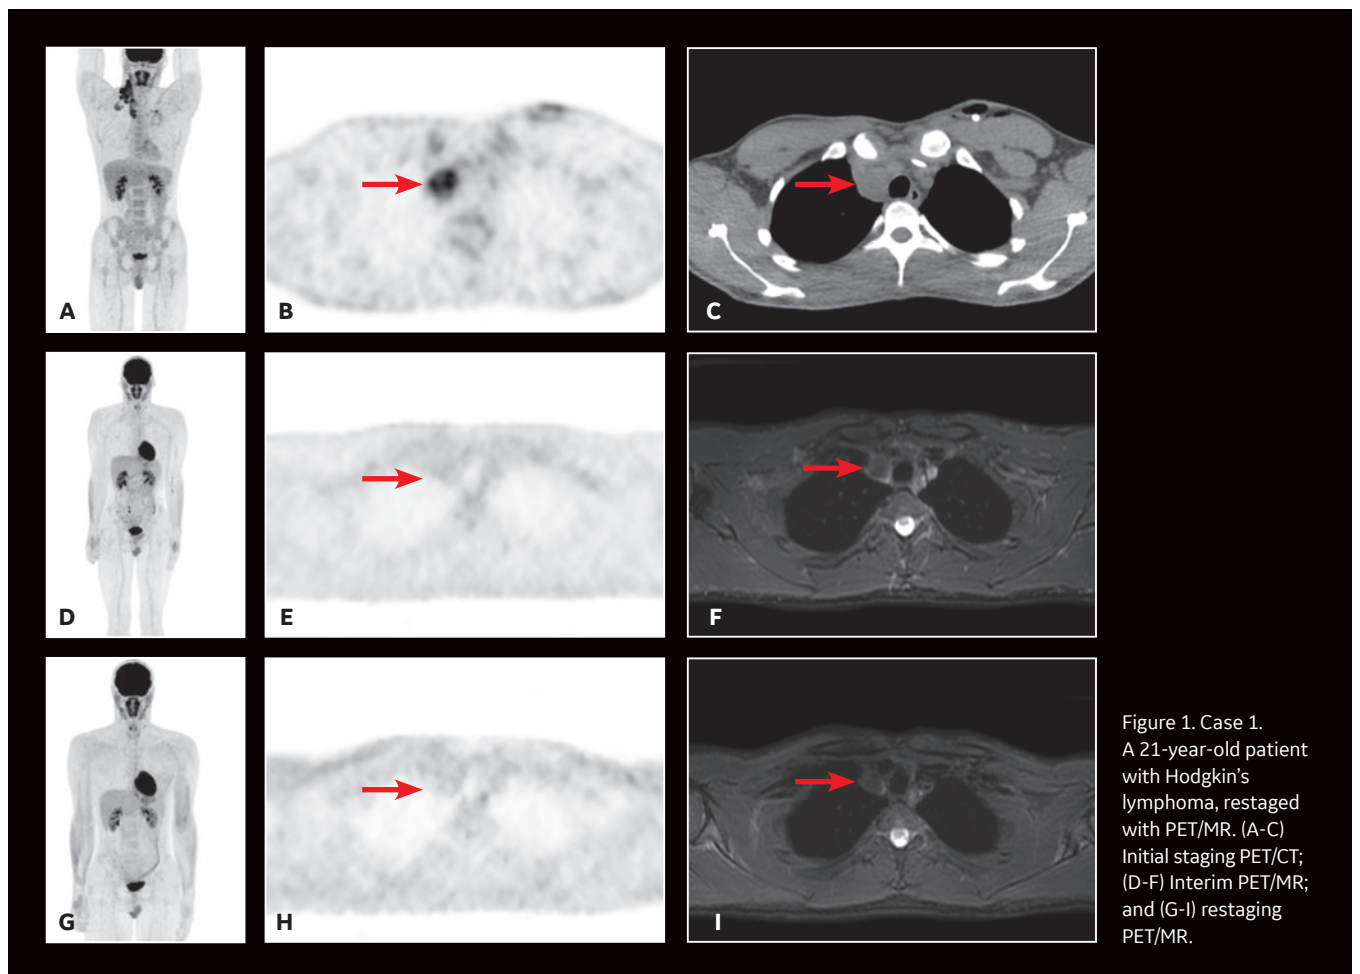 A
B
C
D
E
F
G
H
I
Figure 1. Case 1.
A 21-year-old patient
with Hodgkin's
lymphoma, restaged
with PET/MR. (A-C)
Initial staging PET/CT;
(D-F) Interim PET/MR;
and (G-I) restaging
PET/MR.